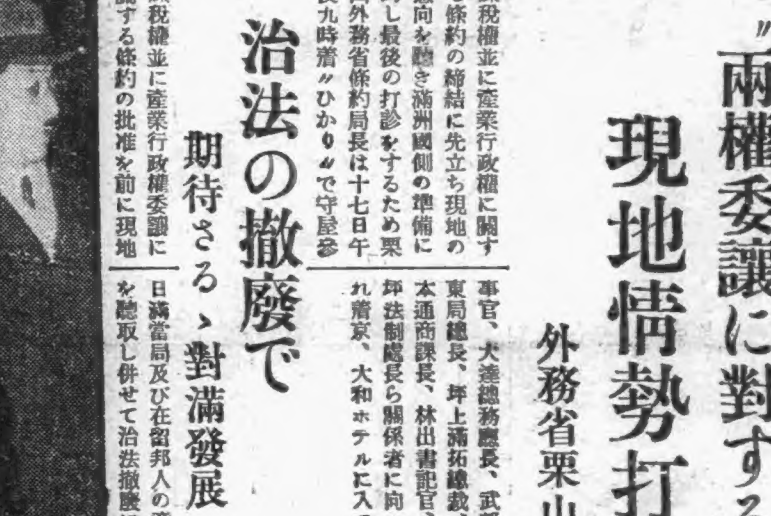 〃兩權委讓に對する
現地情勢打
外務省栗山
稅權並に產業行政權に關す
る條約の締結に先立ち現地の
意向を聽き滿洲國側の準備に
し最後の打診をするため栗
外務省條約局長は十七日午
九時着〃ひかり〃で守屋參
事官、大達總務廳長、武部
東局總長、坪上滿拓總裁、
本通商課長、林出書記官、
坪法制處長ら關係者に向
れ着京、大和ホテルに入
治法の撤廢で
期待さるゝ對滿發展
稅權並に產業行政權委讓に
する條約の批准を前に現地
日滿當局及び在留邦人の
を聽取し併せて治法撤廢